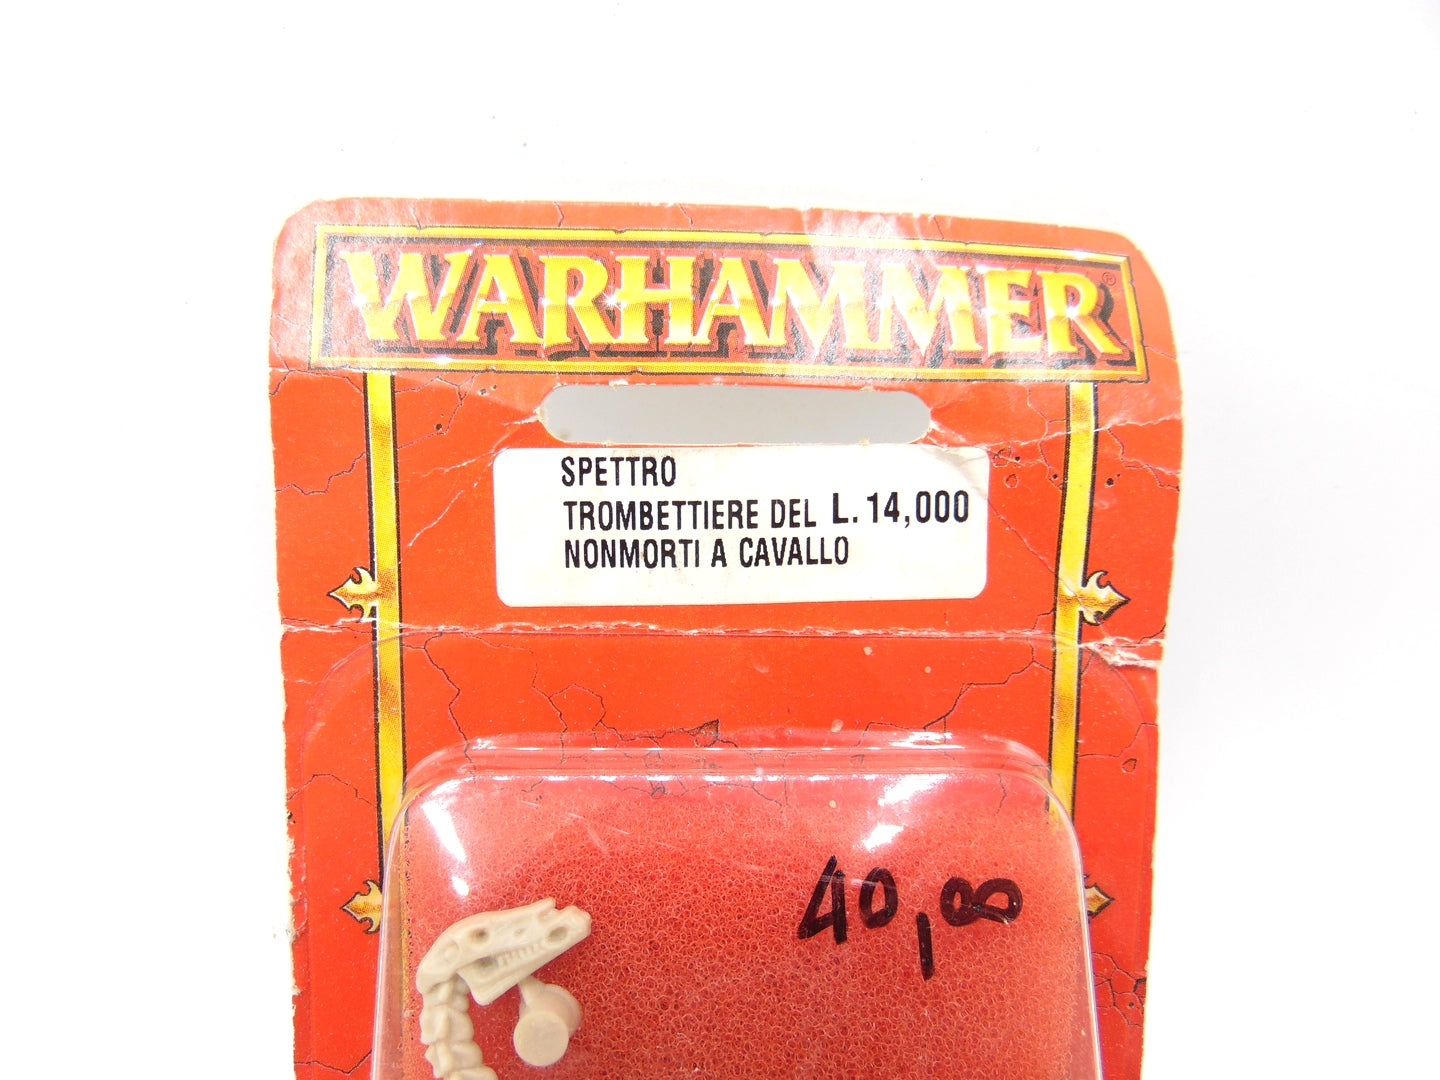 WARHAMMER®
SPETTRO
TROMBETTIERE DEL L.14,000
NONMORTI A CAVALLO
40,00